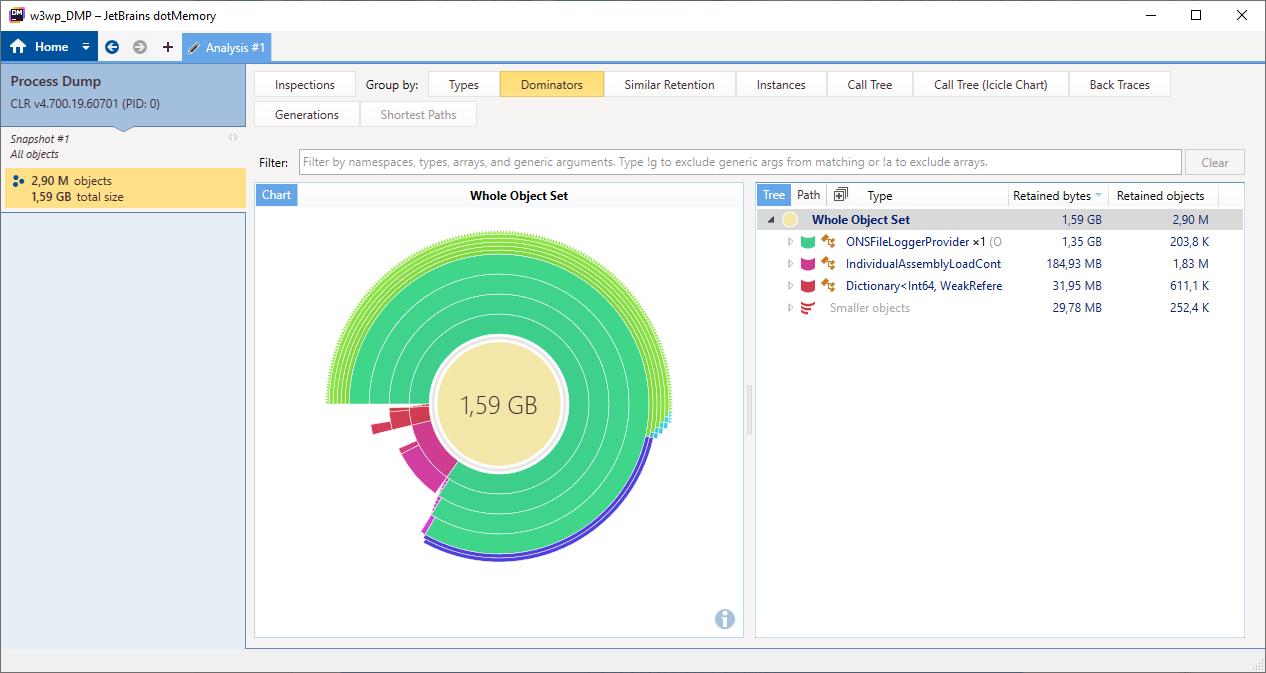 w3wp_DMP – JetBrains dotMemory
Home
Analysis #1
Process Dump
CLR v4.700.19.60701 (PID: 0)
Snapshot #1
All objects
2,90 M objects
1,59 GB total size
Inspections Group by: Types Dominators Similar Retention Instances Call Tree Call Tree (Icicle Chart) Back Traces
Generations Shortest Paths
Filter: Filter by namespaces, types, arrays, and generic arguments. Type !g to exclude generic args from matching or !a to exclude arrays. Clear
Chart Whole Object Set
1,59 GB
Tree Path Type Retained bytes Retained objects
Whole Object Set 1,59 GB 2,90 M
ONSFileLoggerProvider ×1 (O 1,35 GB 203,8 K
IndividualAssemblyLoadCont 184,93 MB 1,83 M
Dictionary<Int64, WeakRefere 31,95 MB 611,1 K
Smaller objects 29,78 MB 252,4 K